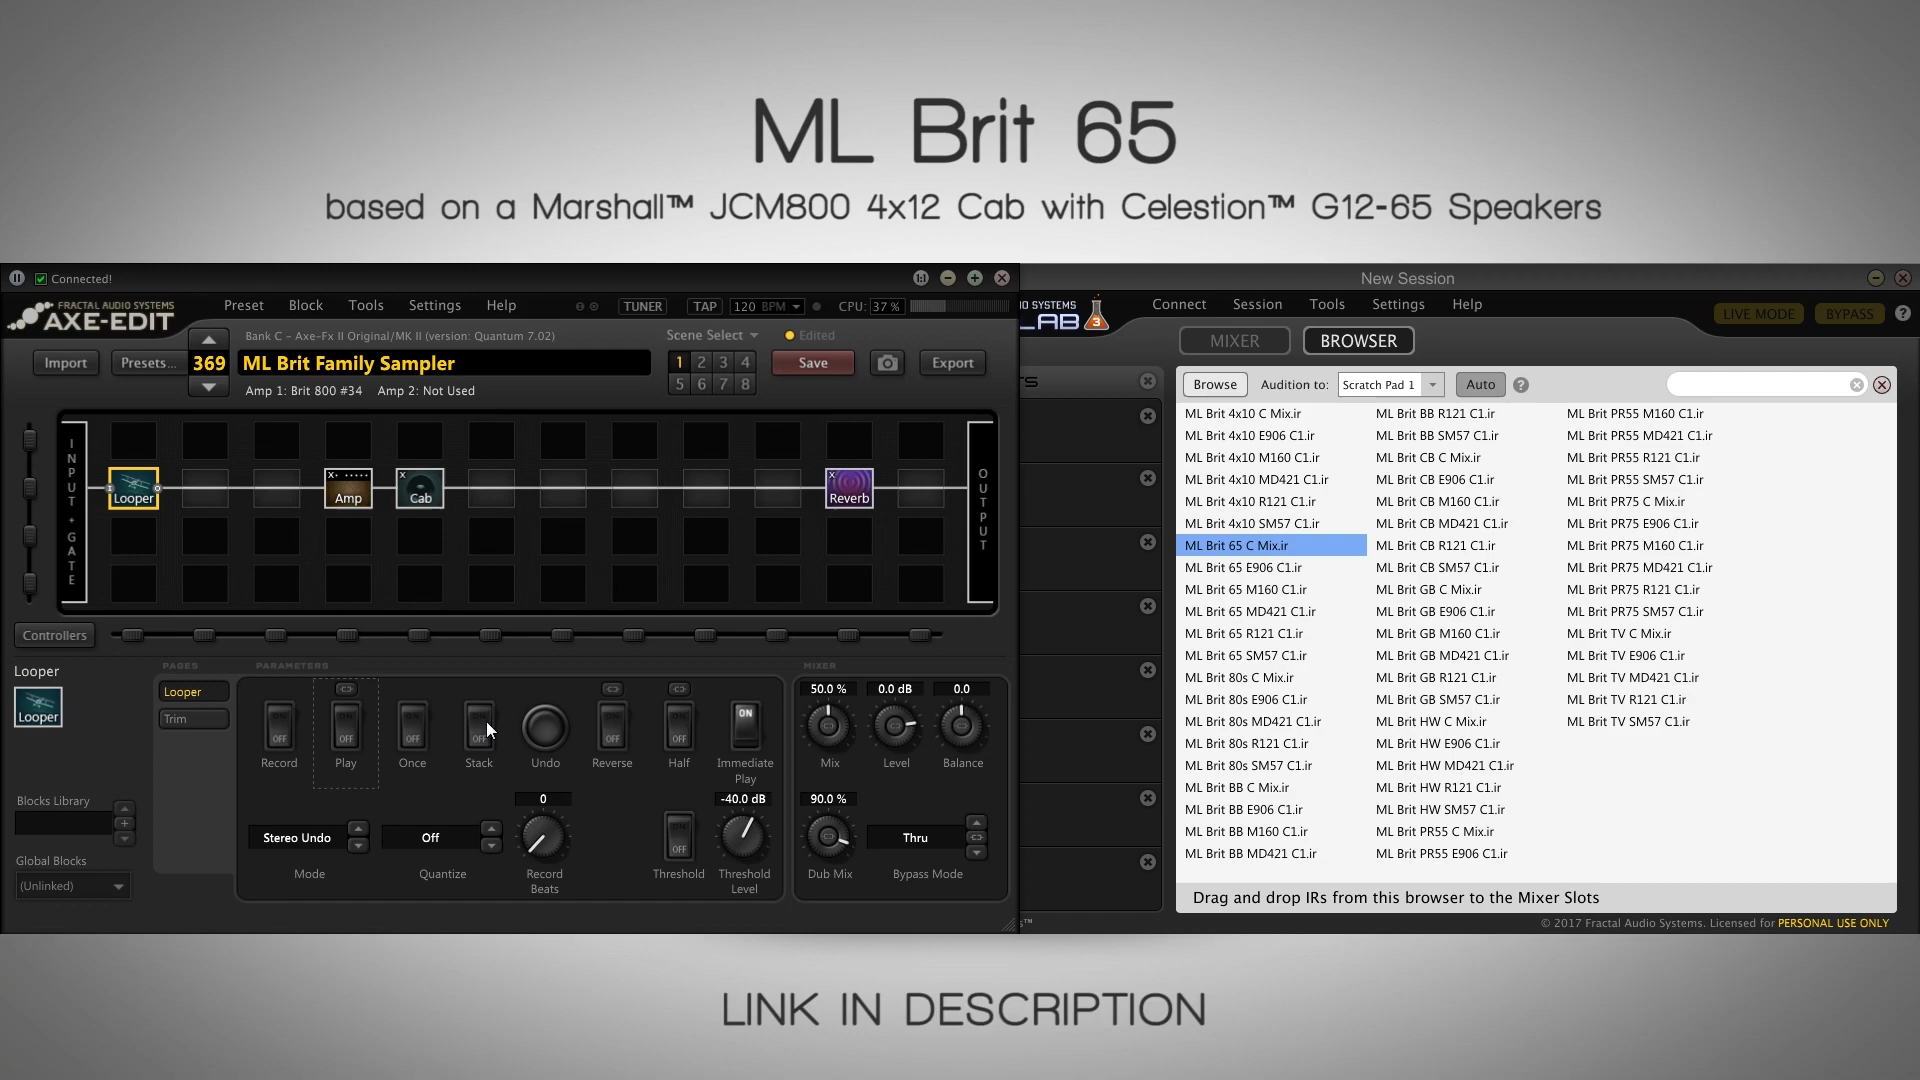 ML Brit 65
based on a Marshall™ JCM800 4x12 Cab with Celestion™ G12-65 Speakers
Connected!
FRACTAL AUDIO SYSTEMS
AXE-EDIT
Preset Block Tools Settings Help
TUNER
TAP
120 BPM
CPU: 37 %
Bank C – Axe-Fx II Original/MK II (version: Quantum 7.02)
Scene Select
Edited
Import
Presets...
369
ML Brit Family Sampler
1 2 3 4
5 6 7 8
Save
Export
Amp 1: Brit 800 #34 Amp 2: Not Used
INPUT + GATE
Looper
Amp
Cab
Reverb
OUTPUT
Controllers
Looper
Looper
Blocks Library
Global Blocks
(Unlinked)
PAGES
Looper
Trim
PARAMETERS
ON OFF
Record
ON OFF
Play
ON OFF
Once
ON OFF
Stack
Undo
ON OFF
Reverse
ON OFF
Half
ON
Immediate Play
Stereo Undo
Mode
Off
Quantize
0
Record Beats
ON OFF
Threshold
-40.0 dB
Threshold Level
MIXER
50.0 %
Mix
0.0 dB
Level
0.0
Balance
90.0 %
Dub Mix
Thru
Bypass Mode
New Session
IO SYSTEMS
LAB 3
Connect Session Tools Settings Help
LIVE MODE
BYPASS
MIXER
BROWSER
Browse
Audition to:
Scratch Pad 1
Auto
ML Brit 4x10 C Mix.ir
ML Brit 4x10 E906 C1.ir
ML Brit 4x10 M160 C1.ir
ML Brit 4x10 MD421 C1.ir
ML Brit 4x10 R121 C1.ir
ML Brit 4x10 SM57 C1.ir
ML Brit 65 C Mix.ir
ML Brit 65 E906 C1.ir
ML Brit 65 M160 C1.ir
ML Brit 65 MD421 C1.ir
ML Brit 65 R121 C1.ir
ML Brit 65 SM57 C1.ir
ML Brit 80s C Mix.ir
ML Brit 80s E906 C1.ir
ML Brit 80s MD421 C1.ir
ML Brit 80s R121 C1.ir
ML Brit 80s SM57 C1.ir
ML Brit BB C Mix.ir
ML Brit BB E906 C1.ir
ML Brit BB M160 C1.ir
ML Brit BB MD421 C1.ir
ML Brit BB R121 C1.ir
ML Brit BB SM57 C1.ir
ML Brit CB C Mix.ir
ML Brit CB E906 C1.ir
ML Brit CB M160 C1.ir
ML Brit CB MD421 C1.ir
ML Brit CB R121 C1.ir
ML Brit CB SM57 C1.ir
ML Brit GB C Mix.ir
ML Brit GB E906 C1.ir
ML Brit GB M160 C1.ir
ML Brit GB MD421 C1.ir
ML Brit GB R121 C1.ir
ML Brit GB SM57 C1.ir
ML Brit HW C Mix.ir
ML Brit HW E906 C1.ir
ML Brit HW MD421 C1.ir
ML Brit HW R121 C1.ir
ML Brit HW SM57 C1.ir
ML Brit PR55 C Mix.ir
ML Brit PR55 E906 C1.ir
ML Brit PR55 M160 C1.ir
ML Brit PR55 MD421 C1.ir
ML Brit PR55 R121 C1.ir
ML Brit PR55 SM57 C1.ir
ML Brit PR75 C Mix.ir
ML Brit PR75 E906 C1.ir
ML Brit PR75 M160 C1.ir
ML Brit PR75 MD421 C1.ir
ML Brit PR75 R121 C1.ir
ML Brit PR75 SM57 C1.ir
ML Brit TV C Mix.ir
ML Brit TV E906 C1.ir
ML Brit TV MD421 C1.ir
ML Brit TV R121 C1.ir
ML Brit TV SM57 C1.ir
Drag and drop IRs from this browser to the Mixer Slots
© 2017 Fractal Audio Systems. Licensed for PERSONAL USE ONLY
LINK IN DESCRIPTION